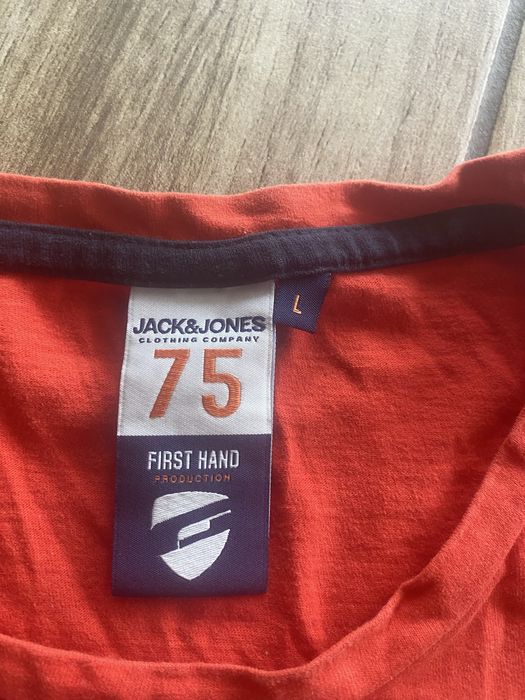 JACK&JONES
CLOTHING COMPANY
L
75
FIRST HAND
PRODUCTION